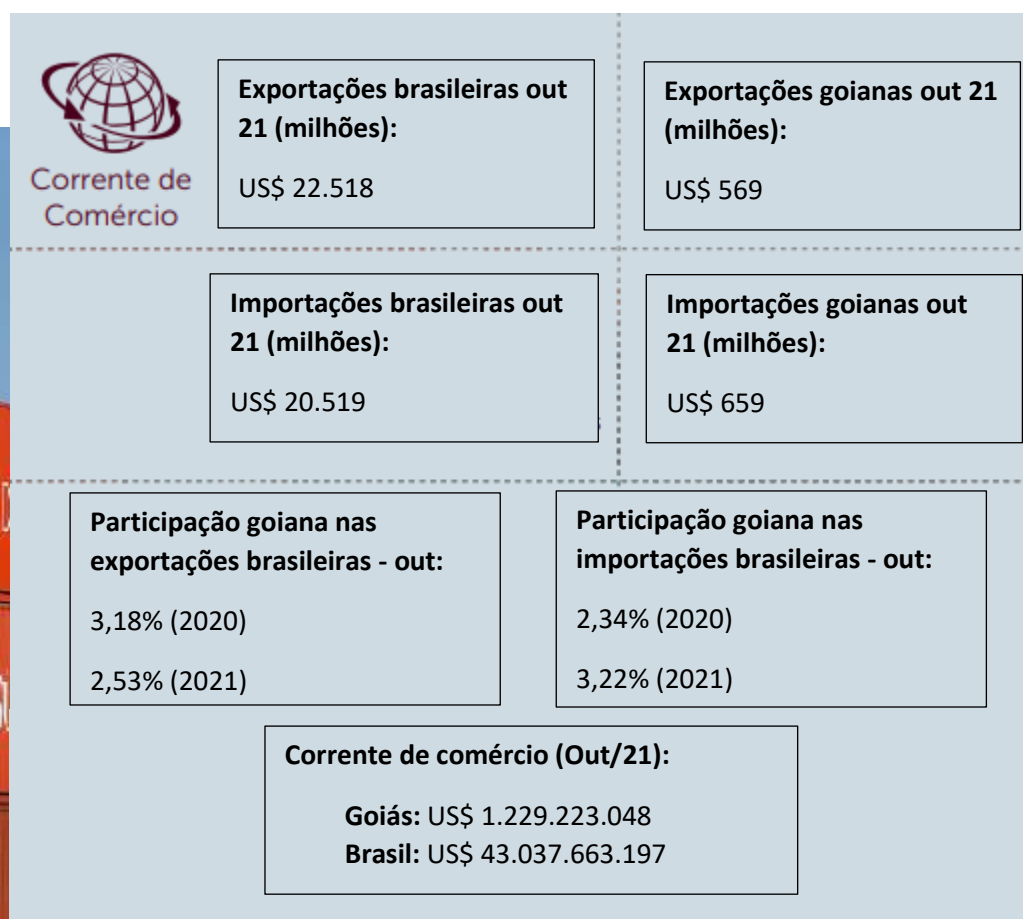 Corrente de
Comércio
Exportações brasileiras out
21 (milhões):
US$ 22.518
Exportações goianas out 21
(milhões):
US$ 569
Importações brasileiras out
21 (milhões):
US$ 20.519
Importações goianas out
21 (milhões):
US$ 659
Participação goiana nas
exportações brasileiras - out:
3,18% (2020)
2,53% (2021)
Participação goiana nas
importações brasileiras - out:
2,34% (2020)
3,22% (2021)
Corrente de comércio (Out/21):
Goiás: US$ 1.229.223.048
Brasil: US$ 43.037.663.197